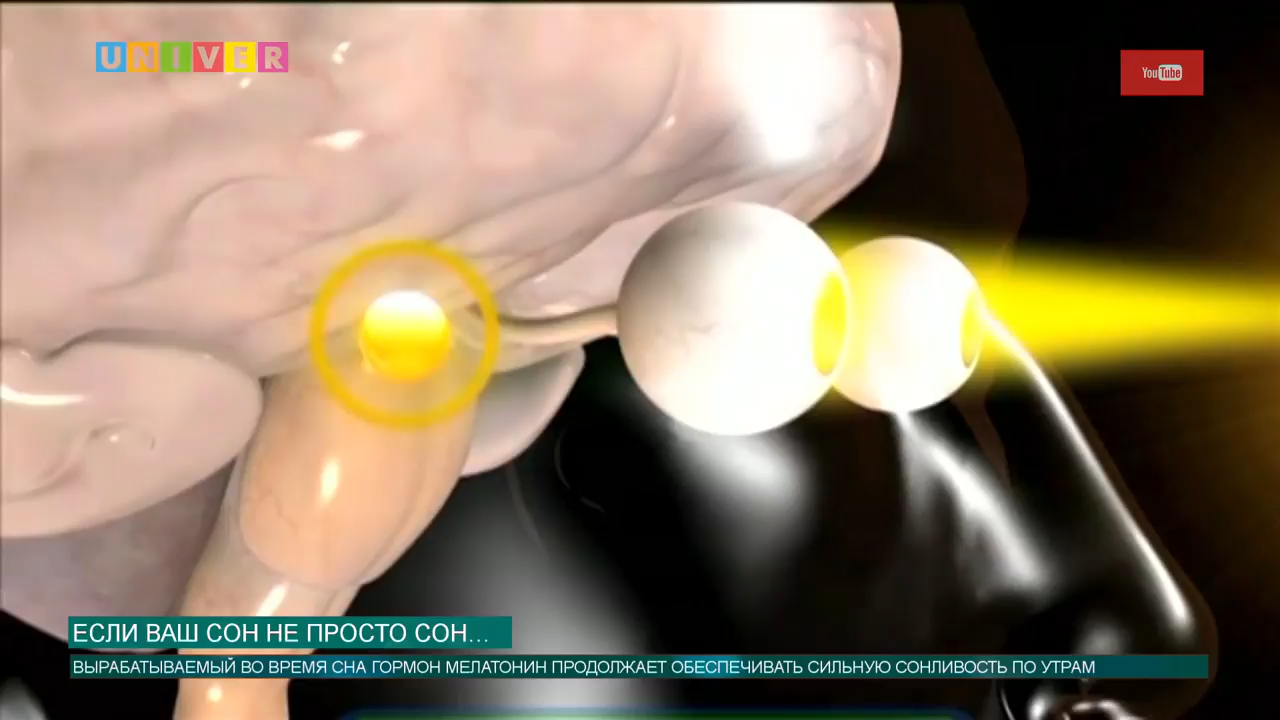 UNIVER
YouTube
ЕСЛИ ВАШ СОН НЕ ПРОСТО СОН...
ВЫРАБАТЫВАЕМЫЙ ВО ВРЕМЯ СНА ГОРМОН МЕЛАТОНИН ПРОДОЛЖАЕТ ОБЕСПЕЧИВАТЬ СИЛЬНУЮ СОНЛИВОСТЬ ПО УТРАМ